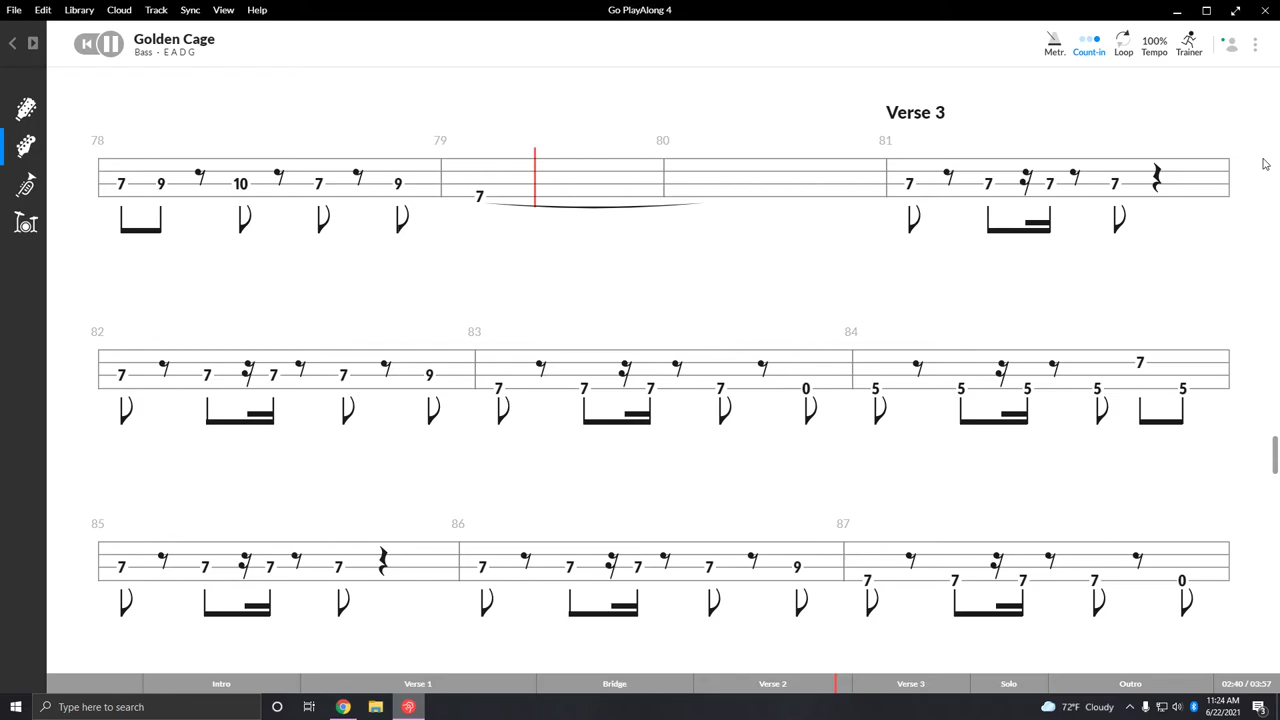 File Edit Library Cloud Track Sync View Help Go PlayAlong 4
Golden Cage
Bass - E A D G
Metr. Count-in Loop 100% Tempo Trainer
Verse 3
78 79 80 81
7 9 10 7 9 7 7 7 7 7
82 83 84
7 7 7 7 9 7 7 7 7 0 5 5 5 5 7 5
85 86 87
7 7 7 7 7 7 7 7 9 7 7 7 7 0
Intro Verse 1 Bridge Verse 2 Verse 3 Solo Outro 02:40 / 03:57
Type here to search 72°F Cloudy 11:24 AM
6/22/2021 3